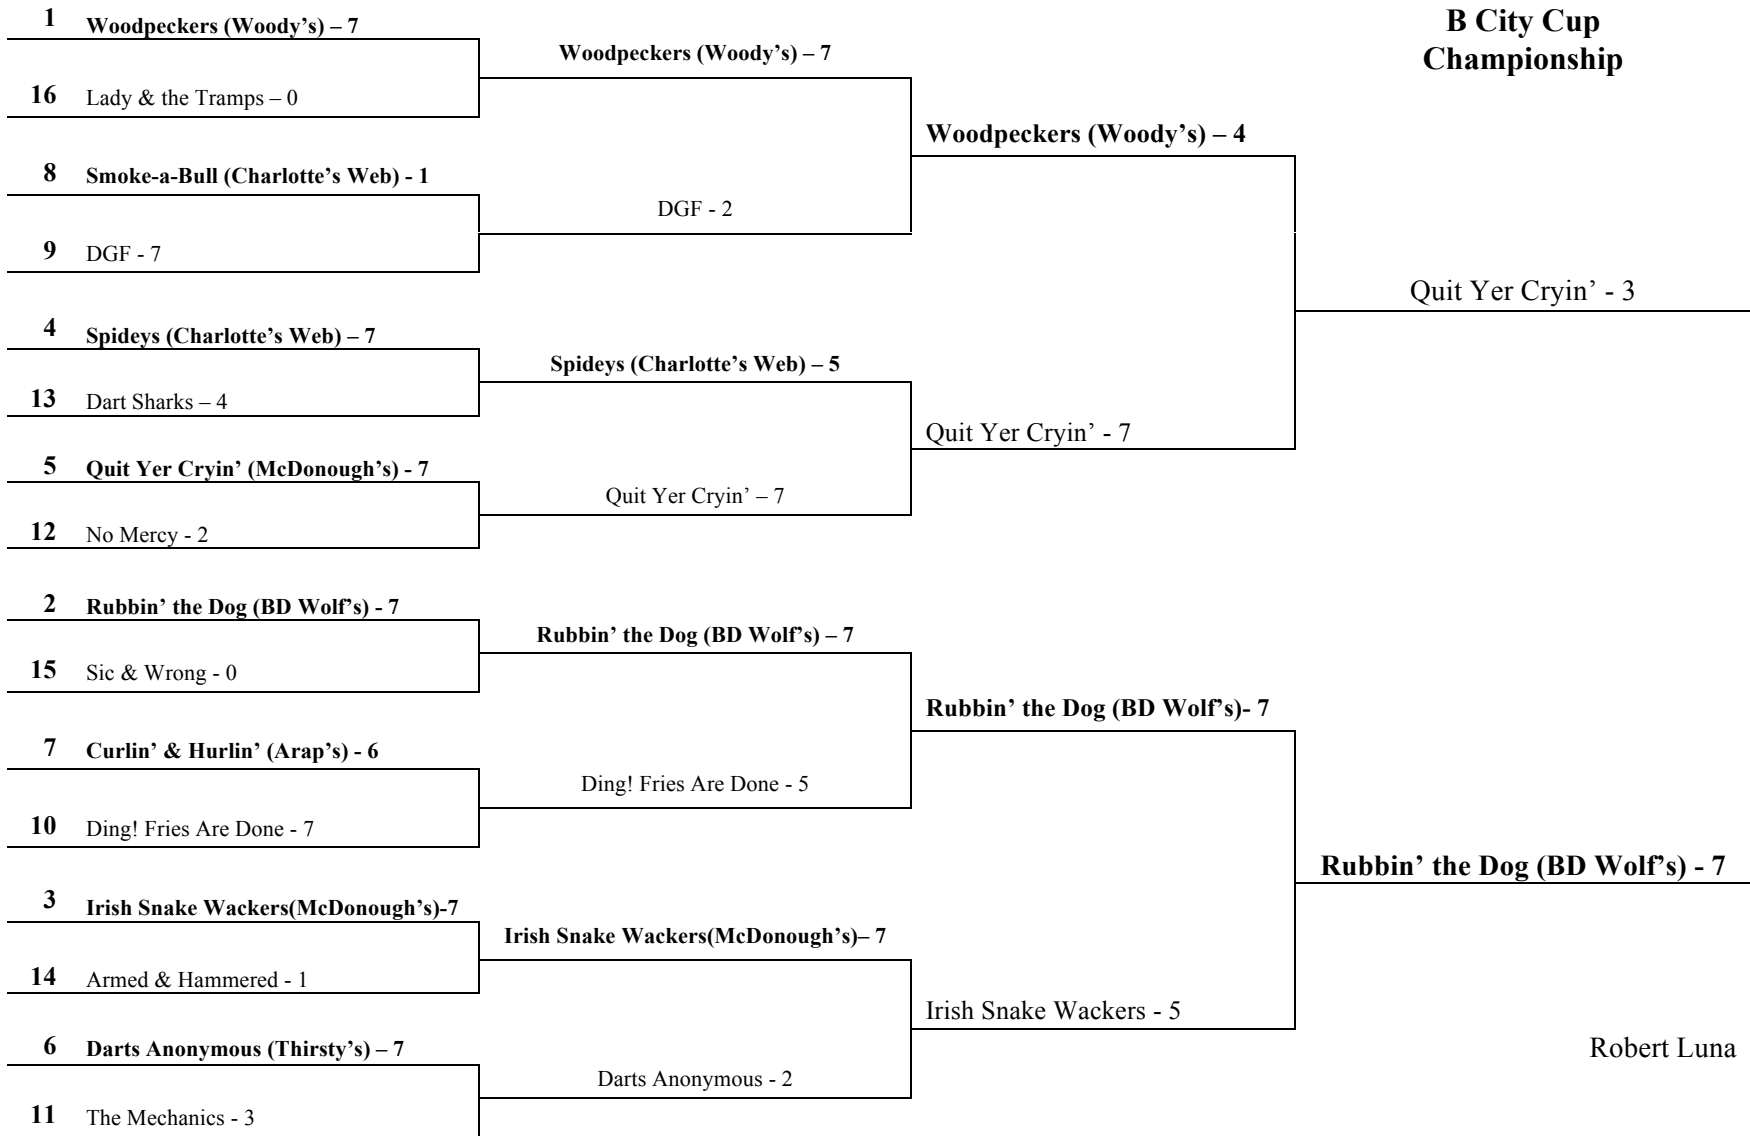 B City Cup
Championship
1 Woodpeckers (Woody’s) – 7
16 Lady & the Tramps – 0
8 Smoke-a-Bull (Charlotte’s Web) - 1
9 DGF - 7
4 Spideys (Charlotte’s Web) – 7
13 Dart Sharks – 4
5 Quit Yer Cryin’ (McDonough’s) - 7
12 No Mercy - 2
2 Rubbin’ the Dog (BD Wolf’s) - 7
15 Sic & Wrong - 0
7 Curlin’ & Hurlin’ (Arap’s) - 6
10 Ding! Fries Are Done - 7
3 Irish Snake Wackers(McDonough’s)-7
14 Armed & Hammered - 1
6 Darts Anonymous (Thirsty’s) – 7
11 The Mechanics - 3
Woodpeckers (Woody’s) – 7
DGF - 2
Spideys (Charlotte’s Web) – 5
Quit Yer Cryin’ – 7
Rubbin’ the Dog (BD Wolf’s) – 7
Ding! Fries Are Done - 5
Irish Snake Wackers(McDonough’s)– 7
Darts Anonymous - 2
Woodpeckers (Woody’s) – 4
Quit Yer Cryin’ - 7
Rubbin’ the Dog (BD Wolf’s)- 7
Irish Snake Wackers - 5
Quit Yer Cryin’ - 3
Rubbin’ the Dog (BD Wolf’s) - 7
Robert Luna